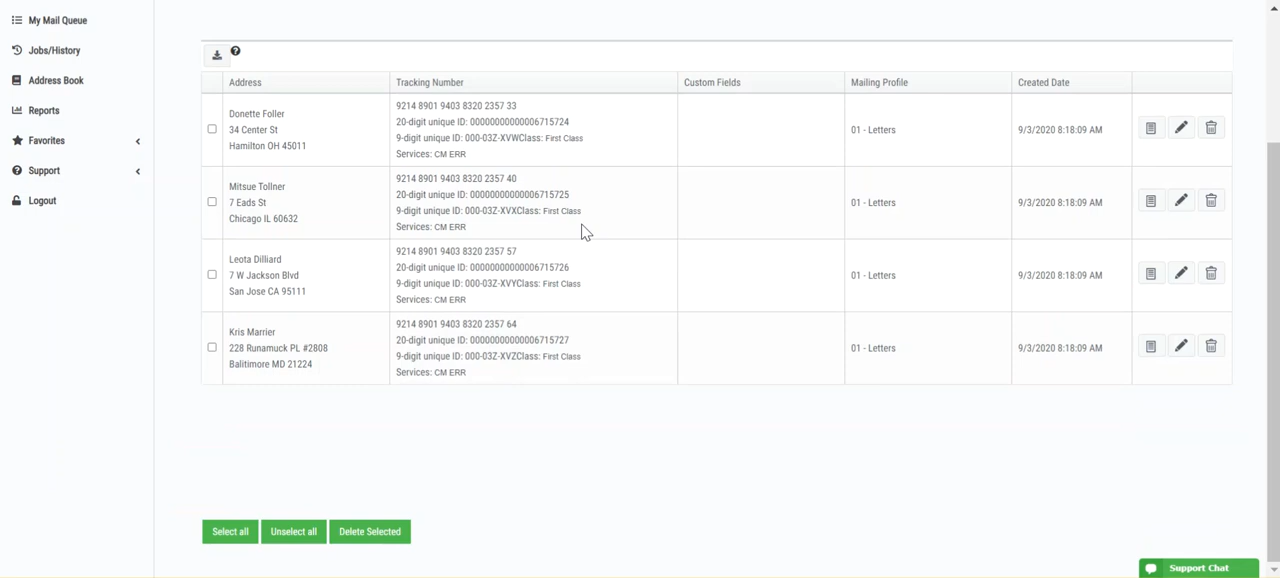 My Mail Queue
Jobs/History
Address Book
Reports
Favorites
Support
Logout
Address Tracking Number Custom Fields Mailing Profile Created Date
Donette Foller
34 Center St
Hamilton OH 45011
9214 8901 9403 8320 2357 33
20-digit unique ID: 00000000000006715724
9-digit unique ID: 000-03Z-XVWClass: First Class
Services: CM ERR
01 - Letters
9/3/2020 8:18:09 AM
Mitsue Tollner
7 Eads St
Chicago IL 60632
9214 8901 9403 8320 2357 40
20-digit unique ID: 00000000000006715725
9-digit unique ID: 000-03Z-XVXClass: First Class
Services: CM ERR
01 - Letters
9/3/2020 8:18:09 AM
Leota Dilliard
7 W Jackson Blvd
San Jose CA 95111
9214 8901 9403 8320 2357 57
20-digit unique ID: 00000000000006715726
9-digit unique ID: 000-03Z-XVYClass: First Class
Services: CM ERR
01 - Letters
9/3/2020 8:18:09 AM
Kris Marrier
228 Runamuck PL #2808
Balitimore MD 21224
9214 8901 9403 8320 2357 64
20-digit unique ID: 00000000000006715727
9-digit unique ID: 000-03Z-XVZClass: First Class
Services: CM ERR
01 - Letters
9/3/2020 8:18:09 AM
Select all Unselect all Delete Selected
Support Chat